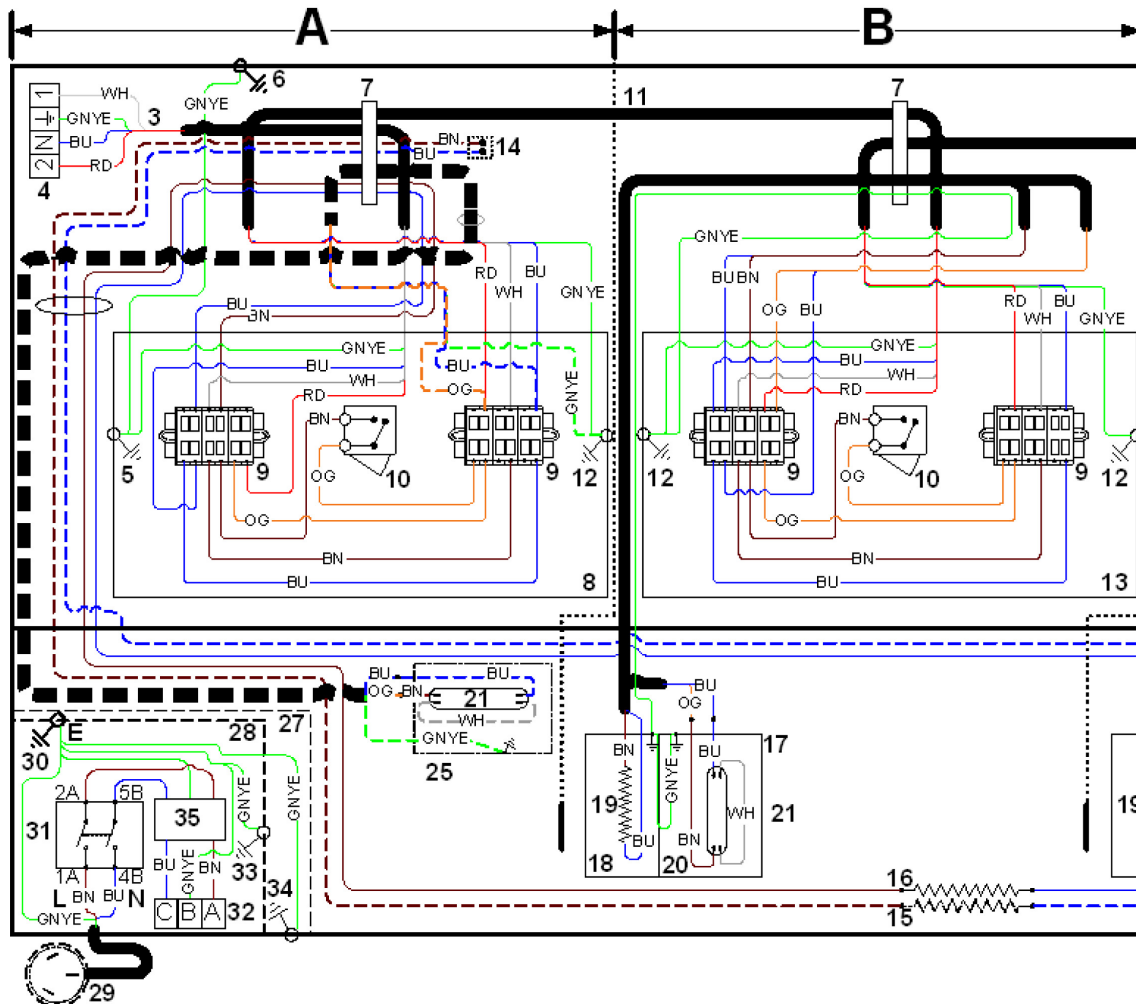 A B
7 7
6 11
1 WH 3 GNYE
⏚ GNYE
N BU
2 RD
4
BN
BU 14
GNYE
RD WH BU GNYE
BU BN
BU BN OG BU
RD WH BU GNYE
GNYE
BU
WH
RD
BU
OG
GNYE
GNYE
BU
WH
RD
BN BN
5 9 10 9 12
12 9 10 9 12
OG OG
OG OG
BN BN
BU BU
8 13
BU BU
OG BN 21
WH
GNYE
25
BU
OG
BN BU 17
GNYE
19 WH 21
BN
BU
18 20
19
16
15
E 28 27
30
2A 5B GNYE GNYE
31 35
BU GNYE BN 33
1A 4B
L BN BU N 34
GNYE C B A 32
29